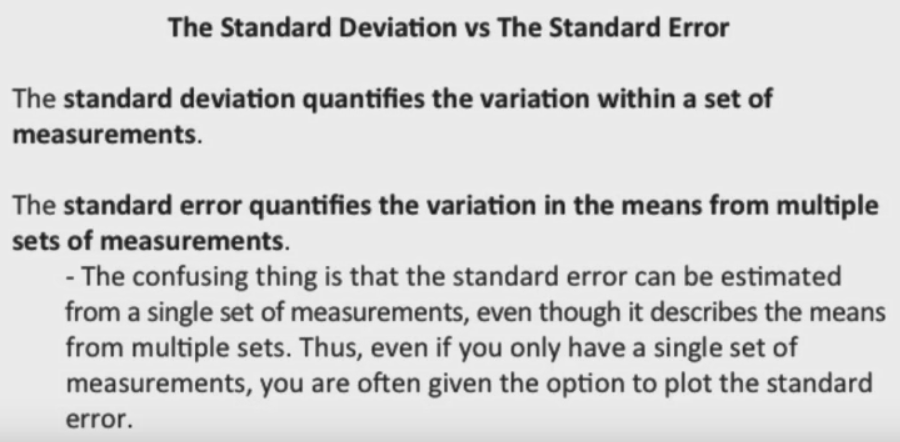 The Standard Deviation vs The Standard Error
The standard deviation quantifies the variation within a set of
measurements.
The standard error quantifies the variation in the means from multiple
sets of measurements.
- The confusing thing is that the standard error can be estimated
from a single set of measurements, even though it describes the means
from multiple sets. Thus, even if you only have a single set of
measurements, you are often given the option to plot the standard
error.